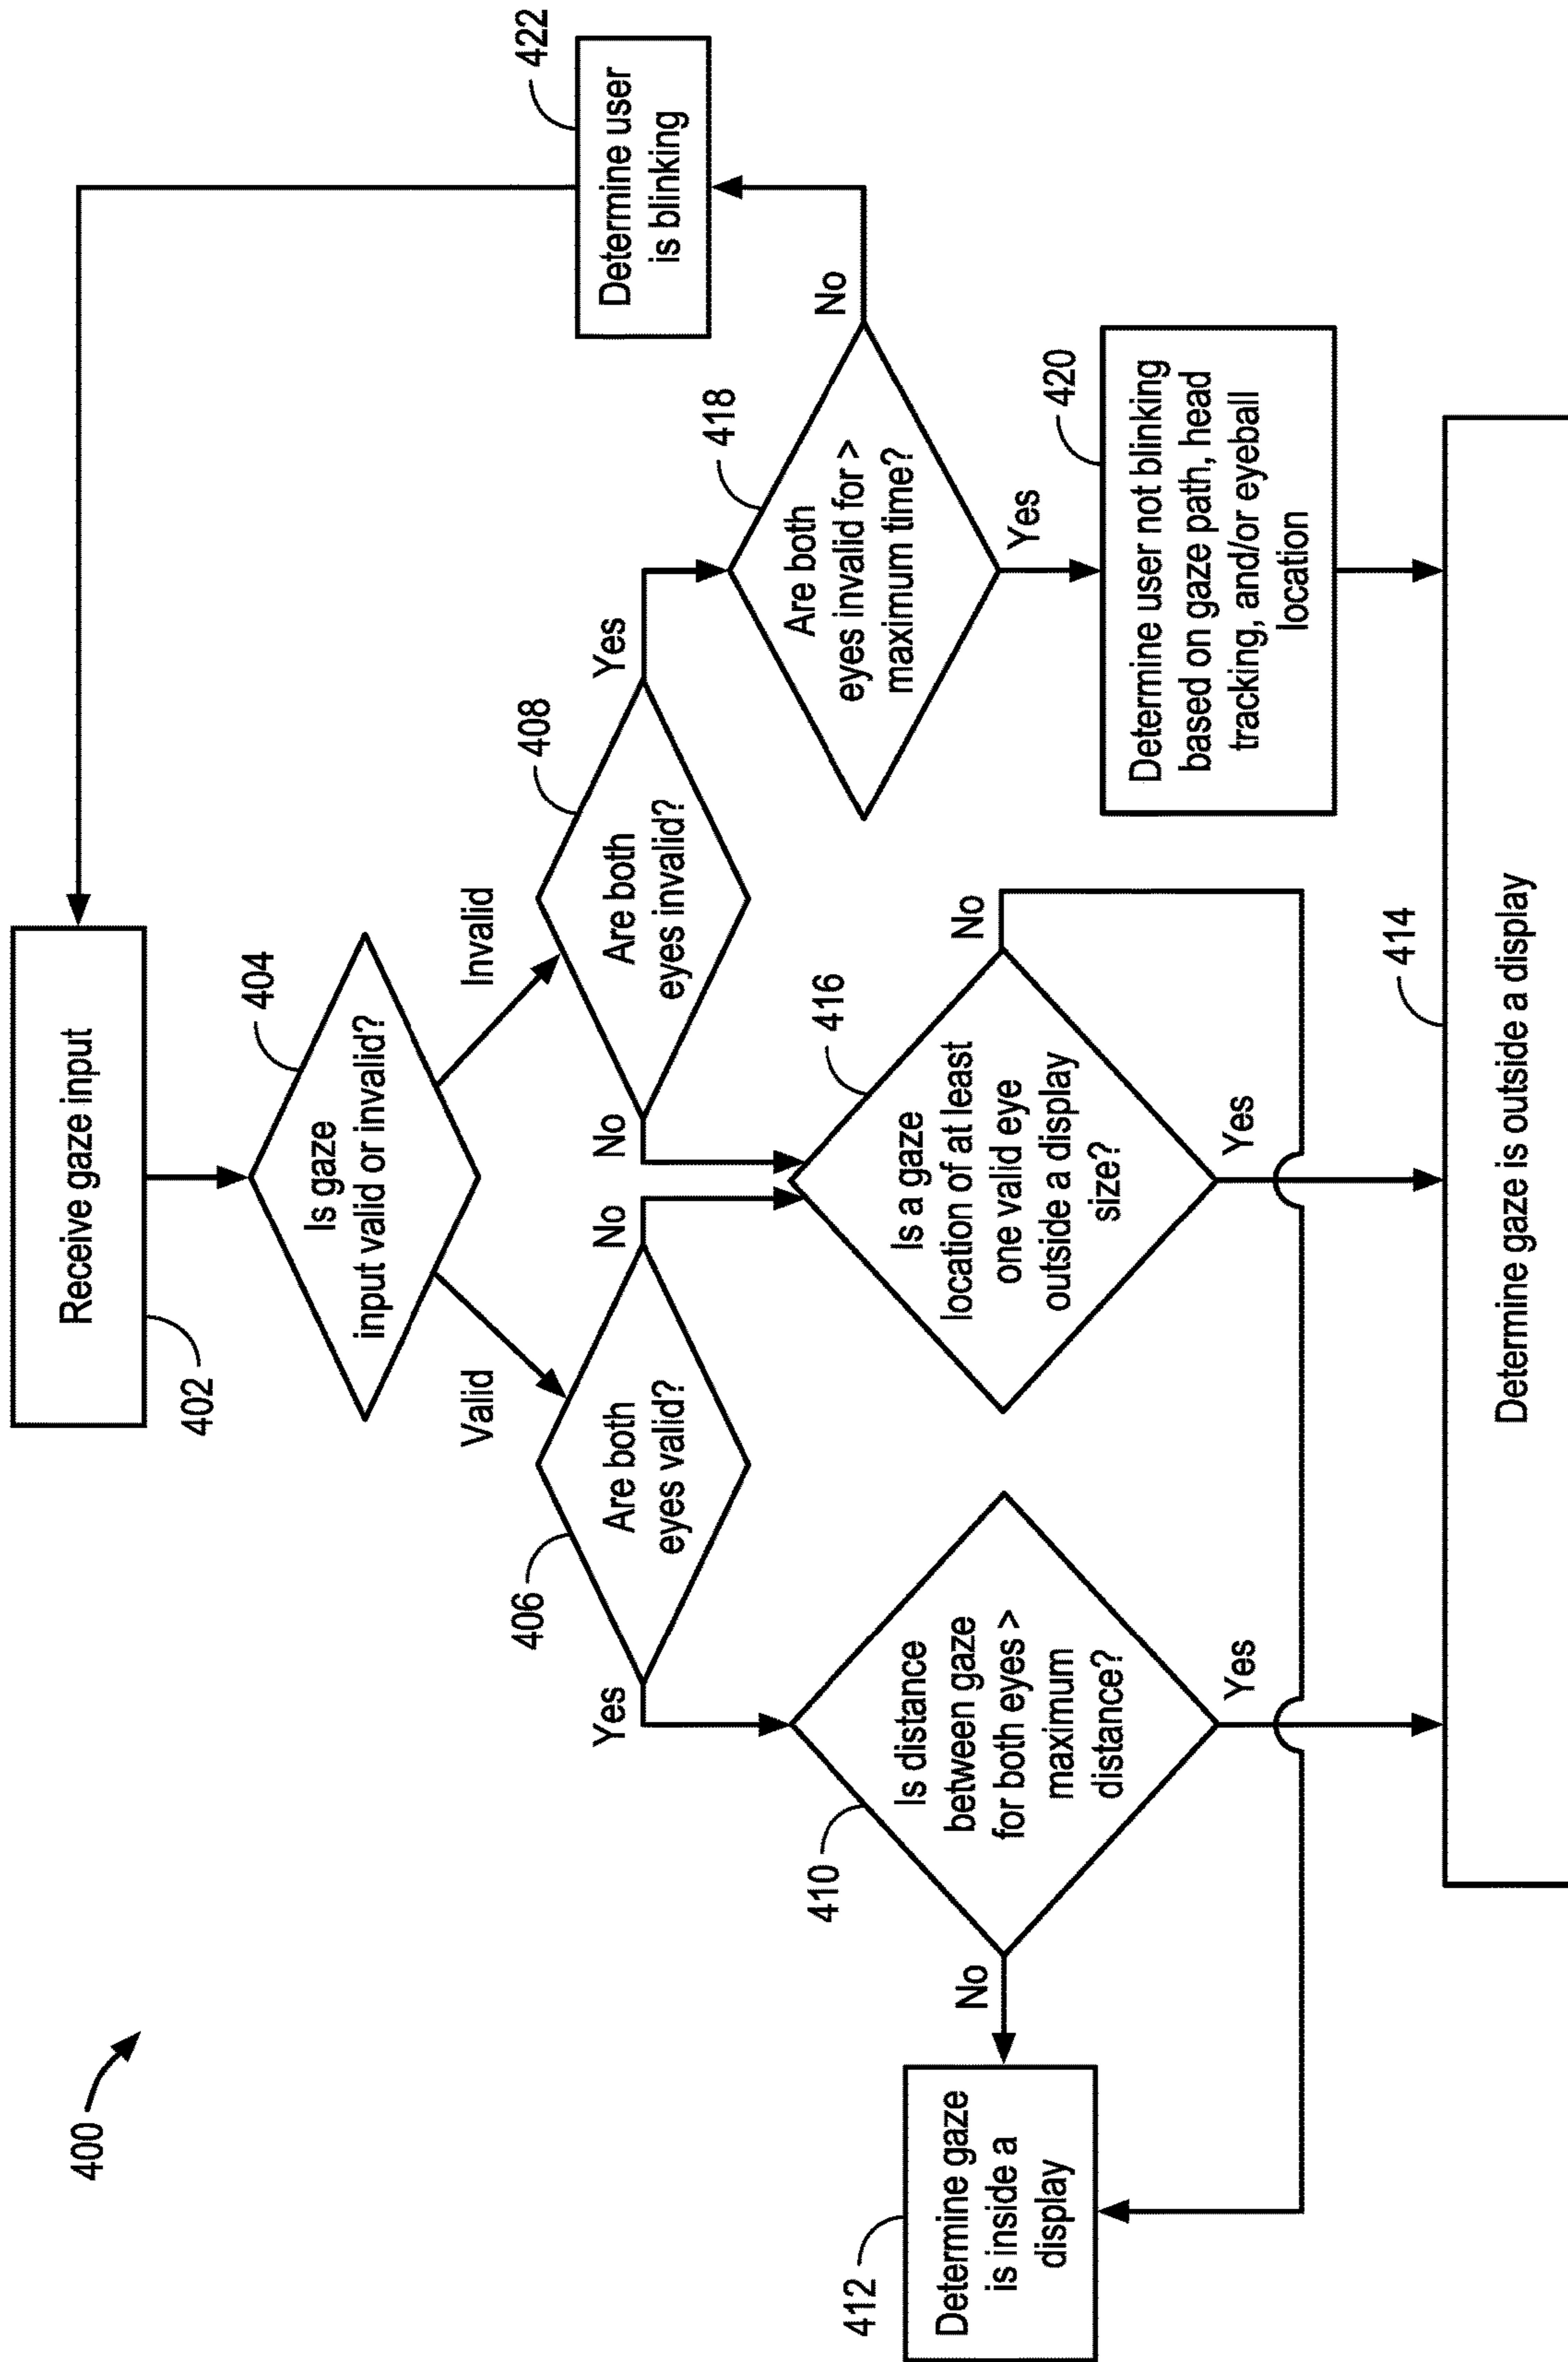 400
Receive gaze input
402
404
Is gaze
input valid or invalid?
Valid
Invalid
406
Are both
eyes valid?
Yes
No
408
Are both
eyes invalid?
No
Yes
410
Is distance
between gaze
for both eyes >
maximum
distance?
No
Yes
412
Determine gaze
is inside a
display
416
Is a gaze
location of at least
one valid eye
outside a display
size?
No
Yes
418
Are both
eyes invalid for >
maximum time?
No
Yes
422
Determine user
is blinking
420
Determine user not blinking
based on gaze path, head
tracking, and/or eyeball
location
414
Determine gaze is outside a display